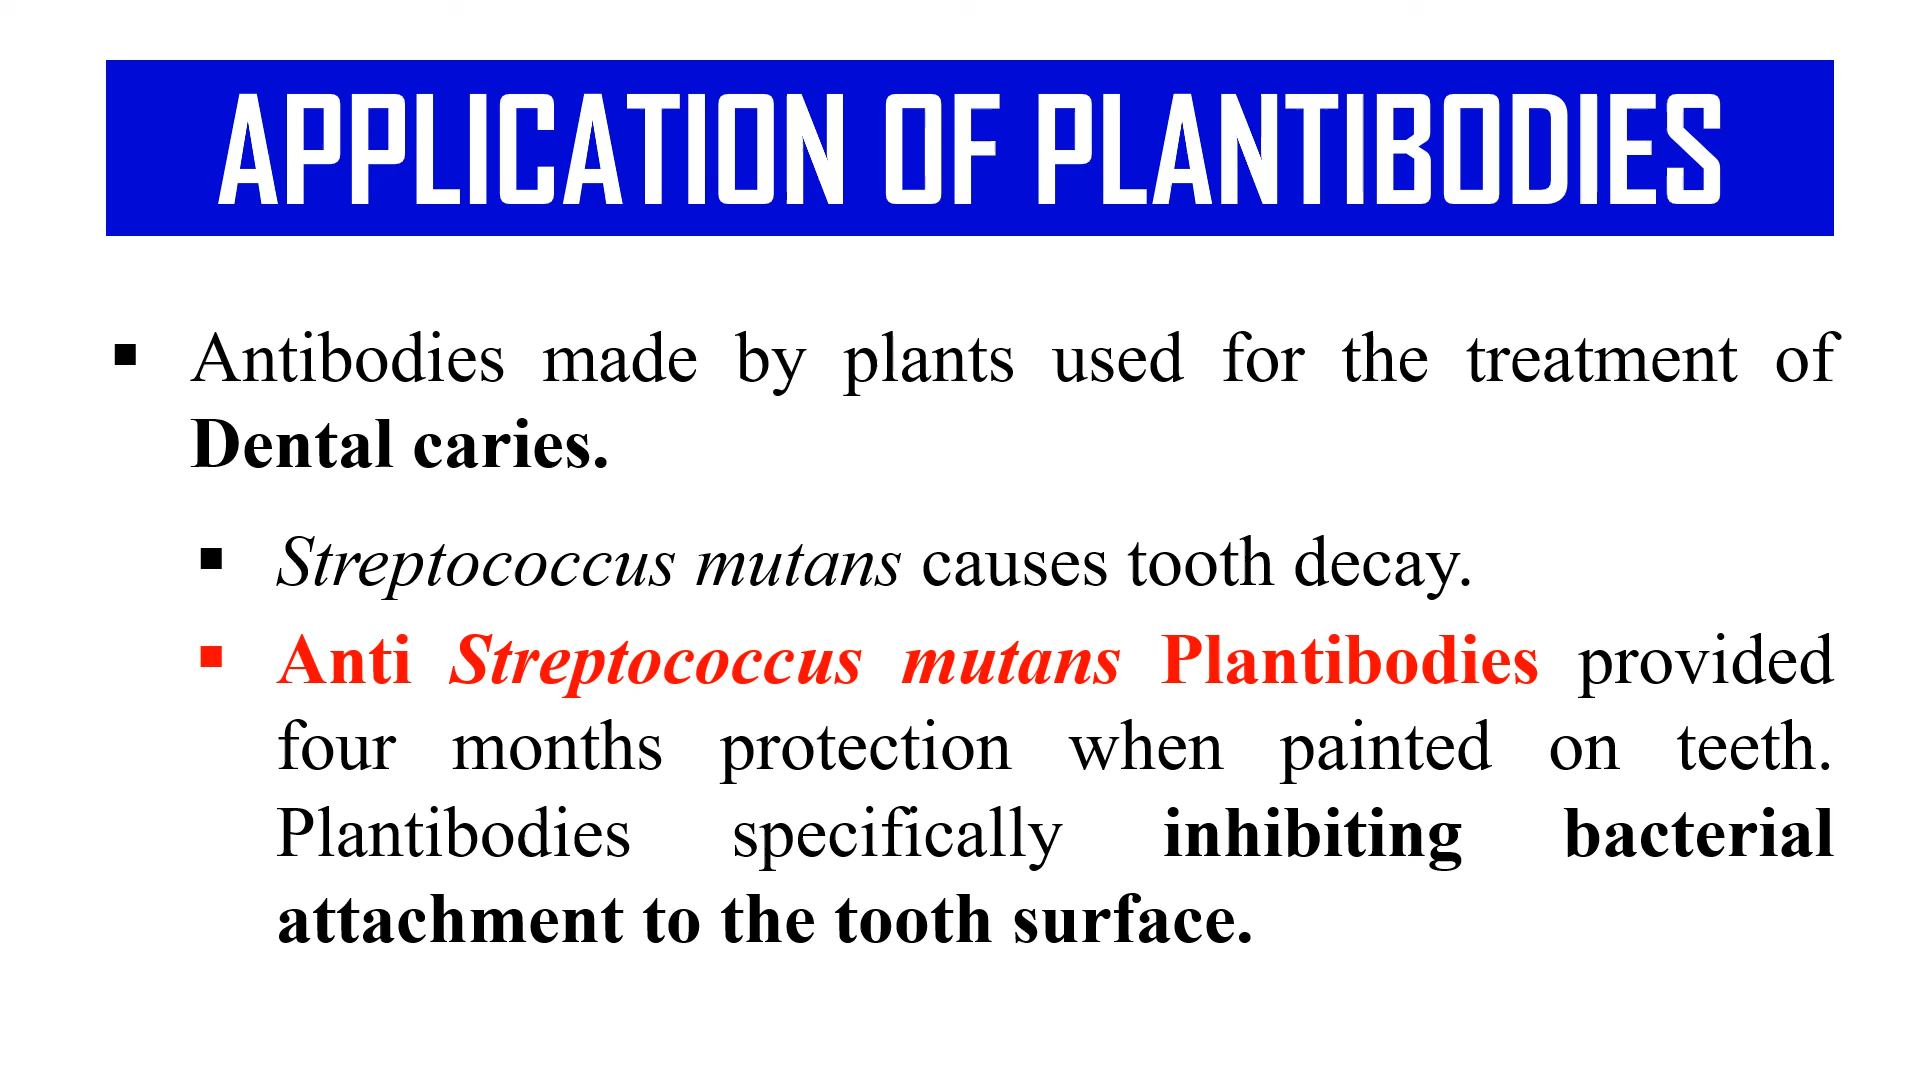 APPLICATION OF PLANTIBODIES
▪ Antibodies made by plants used for the treatment of
Dental caries.
▪ Streptococcus mutans causes tooth decay.
▪ Anti Streptococcus mutans Plantibodies provided
four months protection when painted on teeth.
Plantibodies specifically inhibiting bacterial
attachment to the tooth surface.